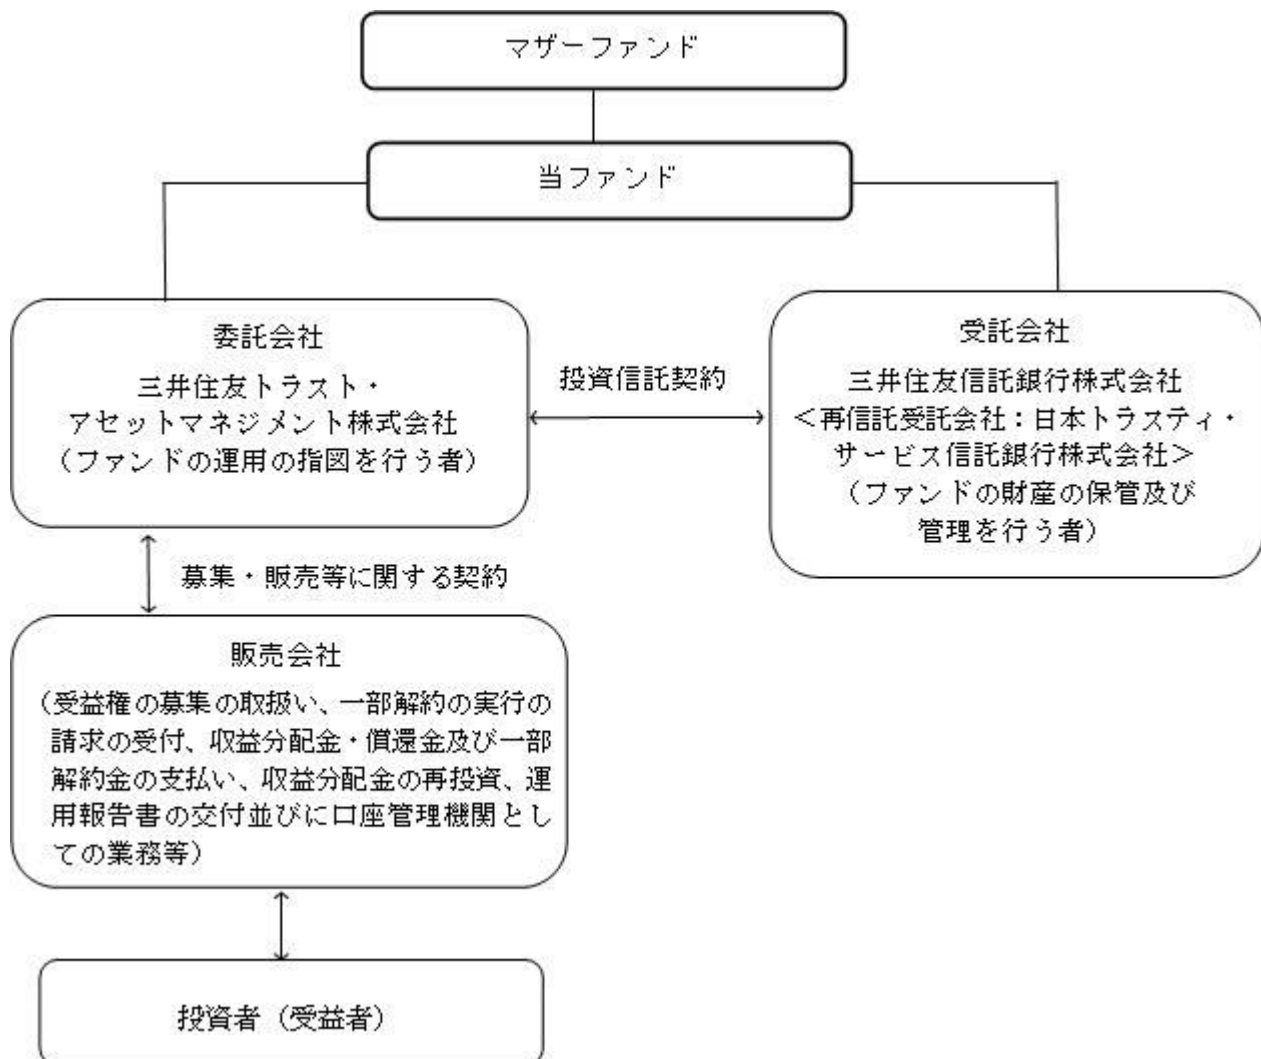 マザーファンド
当ファンド
委託会社
三井住友トラスト・
アセットマネジメント株式会社
（ファンドの運用の指図を行う者）
投資信託契約
受託会社
三井住友信託銀行株式会社
＜再信託受託会社：日本トラスティ・
サービス信託銀行株式会社＞
（ファンドの財産の保管及び
管理を行う者）
募集・販売等に関する契約
販売会社
（受益権の募集の取扱い、一部解約の実行の
請求の受付、収益分配金・償還金及び一部
解約金の支払い、収益分配金の再投資、運
用報告書の交付並びに口座管理機関とし
ての業務等）
投資者（受益者）